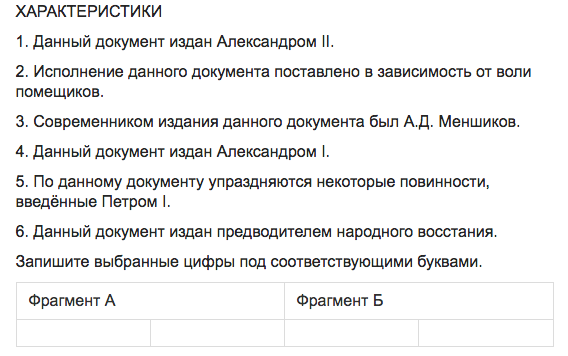 ХАРАКТЕРИСТИКИ
1. Данный документ издан Александром II.
2. Исполнение данного документа поставлено в зависимость от воли
помещиков.
3. Современником издания данного документа был А.Д. Меншиков.
4. Данный документ издан Александром I.
5. По данному документу упраздняются некоторые повинности,
введённые Петром I.
6. Данный документ издан предводителем народного восстания.
Запишите выбранные цифры под соответствующими буквами.
Фрагмент А Фрагмент Б